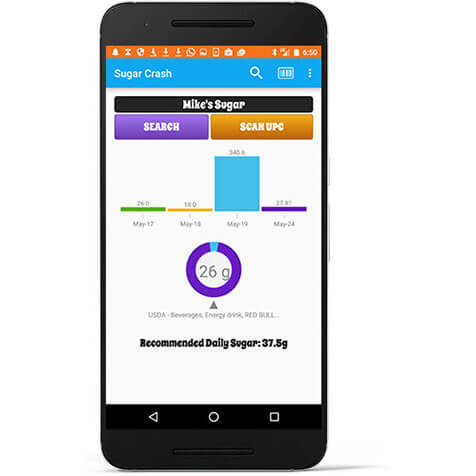 6:50
Sugar Crash
Mike's Sugar
SEARCH SCAN UPC
340.6
26.0 18.0 27.81
May-17 May-18 May-19 May-24
26 g
USDA - Beverages, Energy drink, RED BULL...
Recommended Daily Sugar: 37.5g